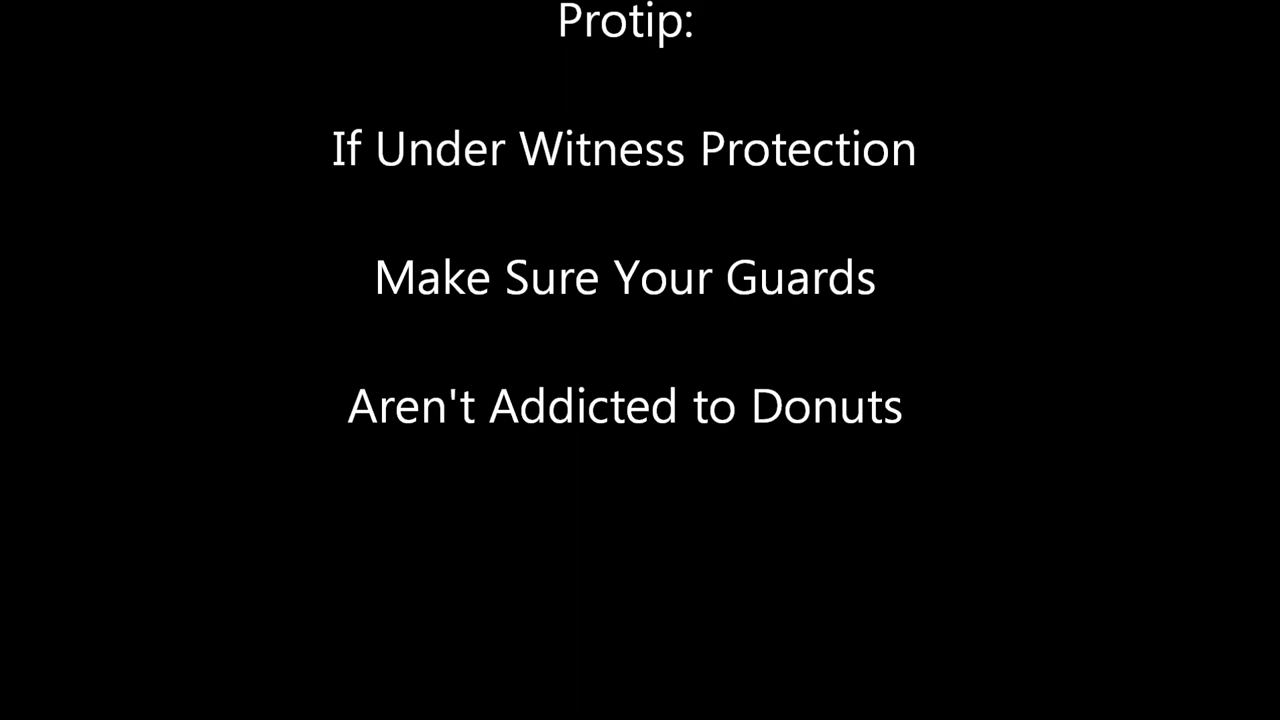 Protip:
If Under Witness Protection
Make Sure Your Guards
Aren't Addicted to Donuts